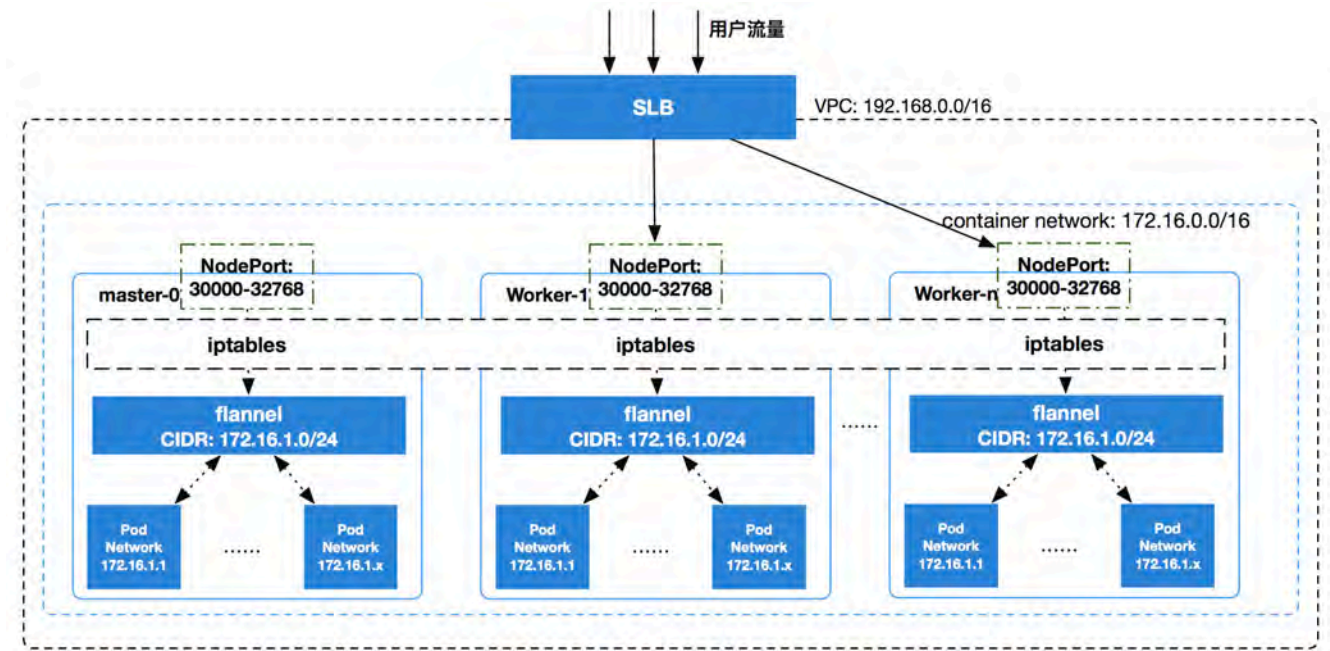 用户流量
SLB
VPC: 192.168.0.0/16
container network: 172.16.0.0/16
NodePort:
30000-32768
master-0
NodePort:
30000-32768
Worker-1
NodePort:
30000-32768
Worker-n
iptables
iptables
iptables
flannel
CIDR: 172.16.1.0/24
flannel
CIDR: 172.16.1.0/24
......
flannel
CIDR: 172.16.1.0/24
Pod
Network
172.16.1.1
......
Pod
Network
172.16.1.x
Pod
Network
172.16.1.1
......
Pod
Network
172.16.1.x
Pod
Network
172.16.1.1
......
Pod
Network
172.16.1.x